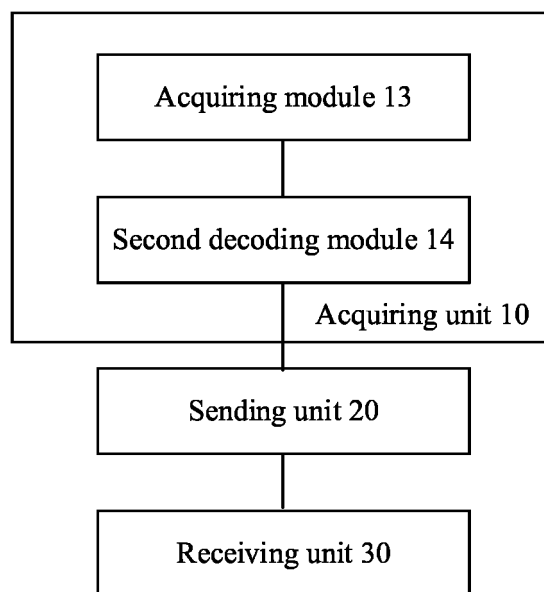 Acquiring module 13
Second decoding module 14
Acquiring unit 10
Sending unit 20
Receiving unit 30